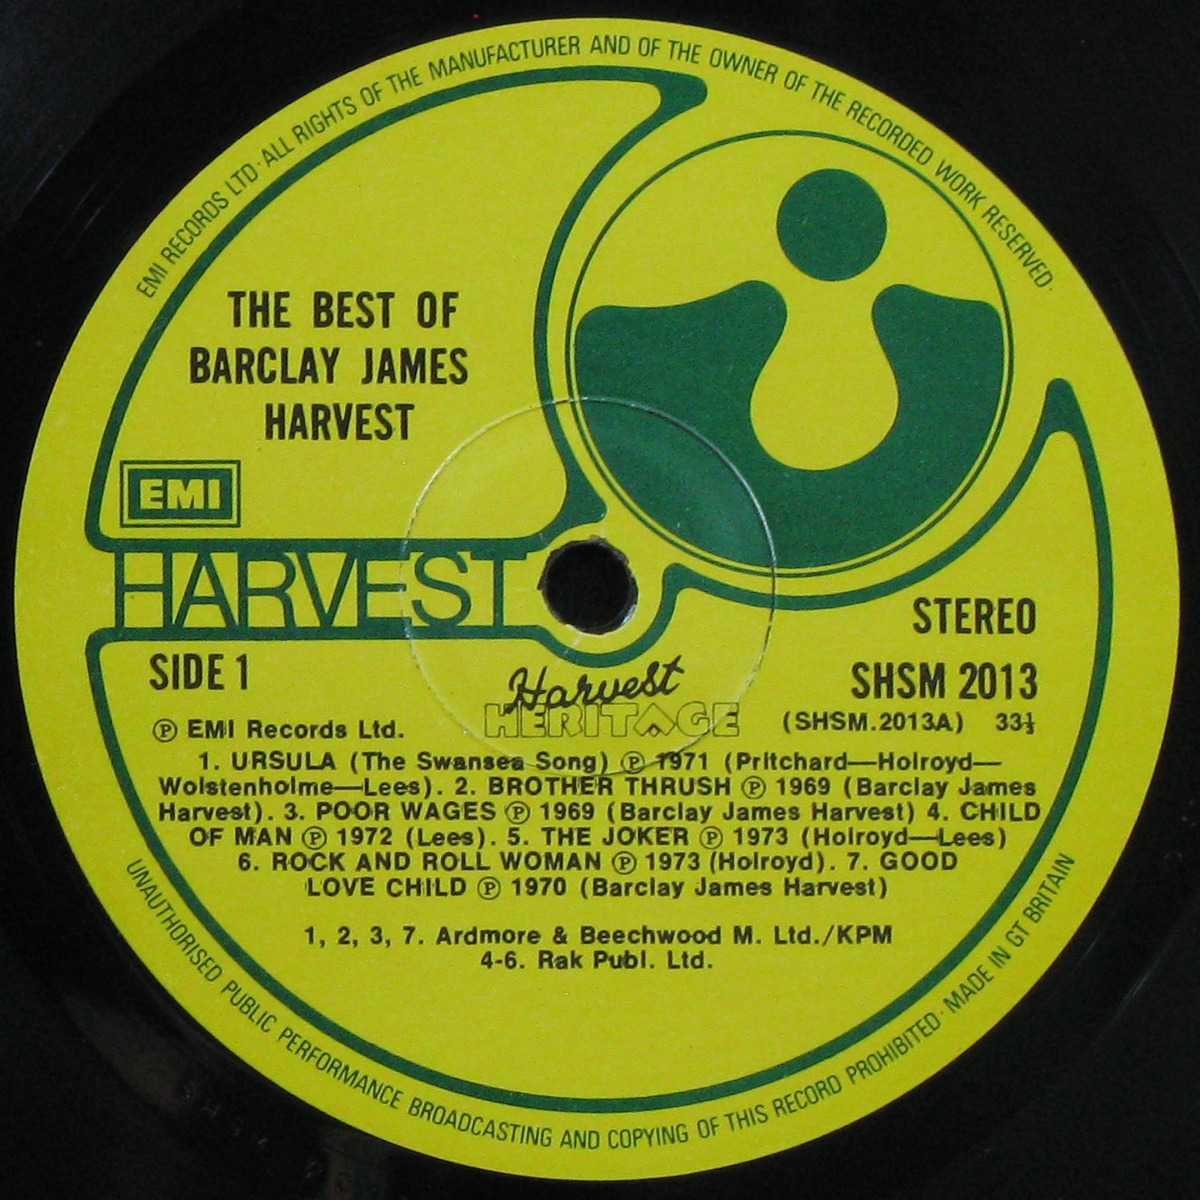 EMI RECORDS LTD · ALL RIGHTS OF THE MANUFACTURER AND OF THE OWNER OF THE RECORDED WORK RESERVED ·
THE BEST OF
BARCLAY JAMES
HARVEST
EMI
HARVEST
SIDE 1
STEREO
SHSM 2013
(SHSM.2013A) 33⅓
Harvest
HERITAGE
Ⓟ EMI Records Ltd.
1. URSULA (The Swansea Song) Ⓟ 1971 (Pritchard—Holroyd—
Wolstenholme—Lees). 2. BROTHER THRUSH Ⓟ 1969 (Barclay James
Harvest). 3. POOR WAGES Ⓟ 1969 (Barclay James Harvest) 4. CHILD
OF MAN Ⓟ 1972 (Lees). 5. THE JOKER Ⓟ 1973 (Holroyd—Lees)
6. ROCK AND ROLL WOMAN Ⓟ 1973 (Holroyd). 7. GOOD
LOVE CHILD Ⓟ 1970 (Barclay James Harvest)
1, 2, 3, 7. Ardmore & Beechwood M. Ltd./KPM
4-6. Rak Publ. Ltd.
UNAUTHORISED PUBLIC PERFORMANCE BROADCASTING AND COPYING OF THIS RECORD PROHIBITED · MADE IN GT BRITAIN